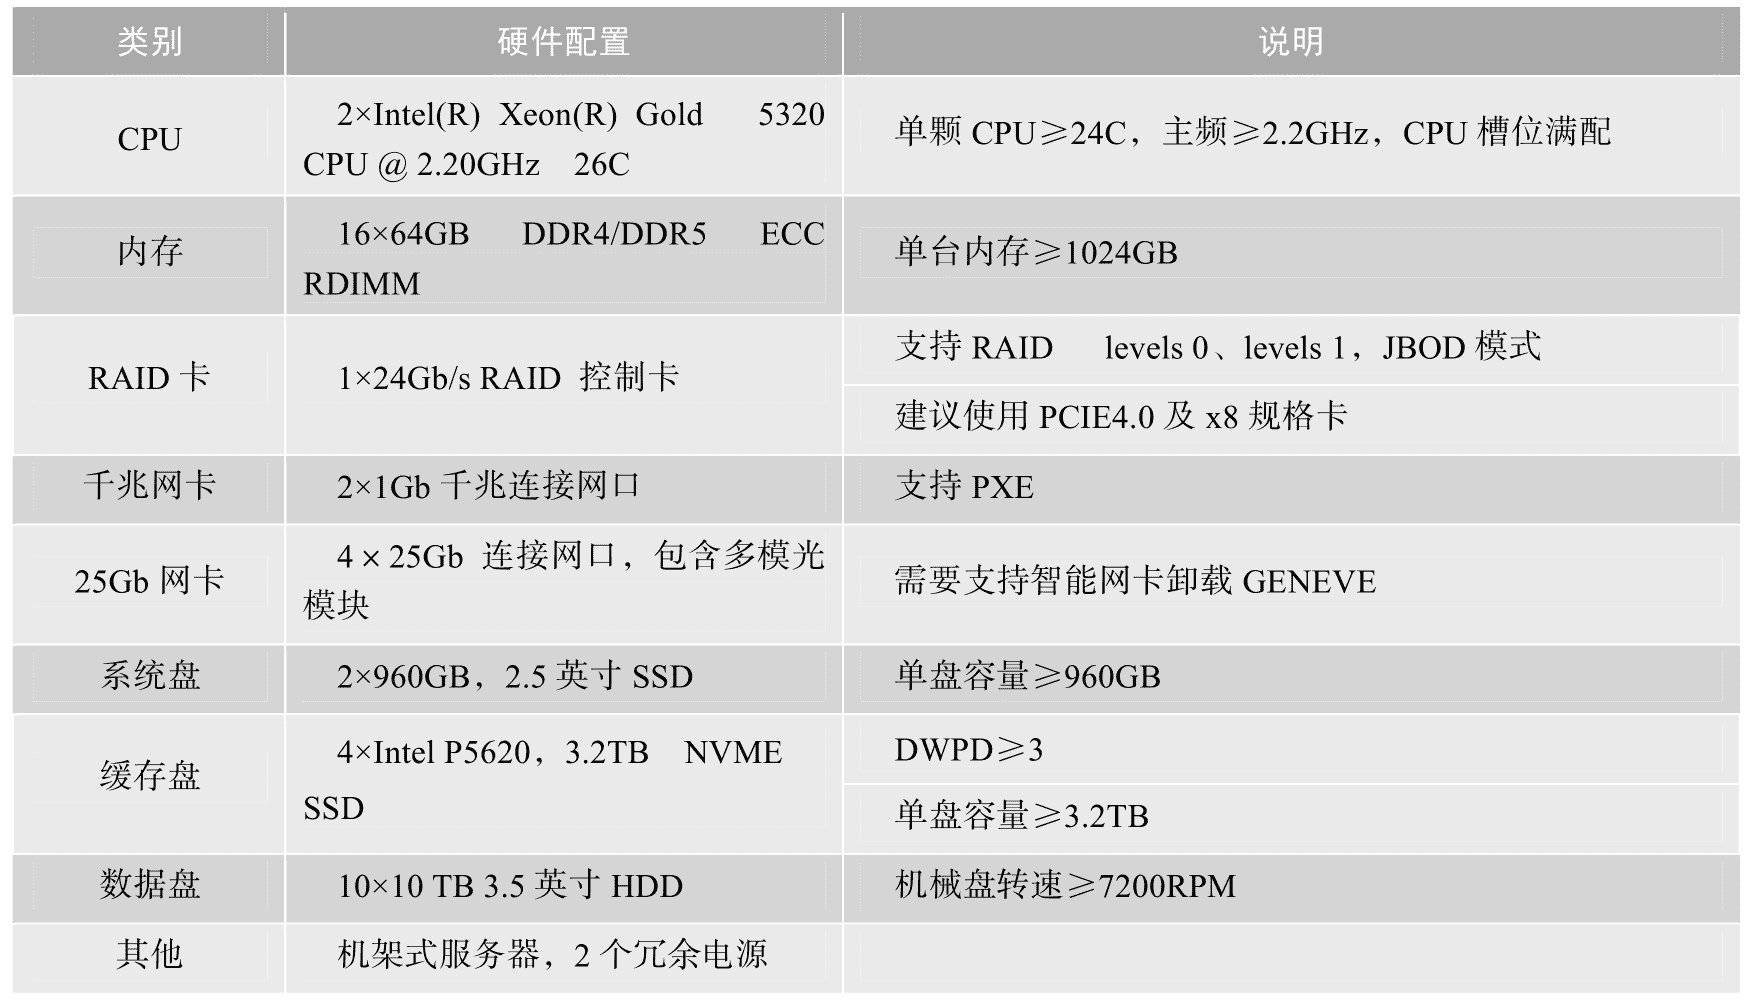 类别 硬件配置 说明
CPU
2×Intel(R) Xeon(R) Gold 5320
CPU @ 2.20GHz 26C
单颗 CPU≥24C，主频≥2.2GHz，CPU 槽位满配
内存
16×64GB DDR4/DDR5 ECC
RDIMM
单台内存≥1024GB
RAID 卡
1×24Gb/s RAID 控制卡
支持 RAID levels 0、levels 1，JBOD 模式
建议使用 PCIE4.0 及 x8 规格卡
千兆网卡
2×1Gb 千兆连接网口
支持 PXE
25Gb 网卡
4×25Gb 连接网口，包含多模光
模块
需要支持智能网卡卸载 GENEVE
系统盘
2×960GB，2.5 英寸 SSD
单盘容量≥960GB
缓存盘
4×Intel P5620，3.2TB NVME
SSD
DWPD≥3
单盘容量≥3.2TB
数据盘
10×10 TB 3.5 英寸 HDD
机械盘转速≥7200RPM
其他
机架式服务器，2 个冗余电源